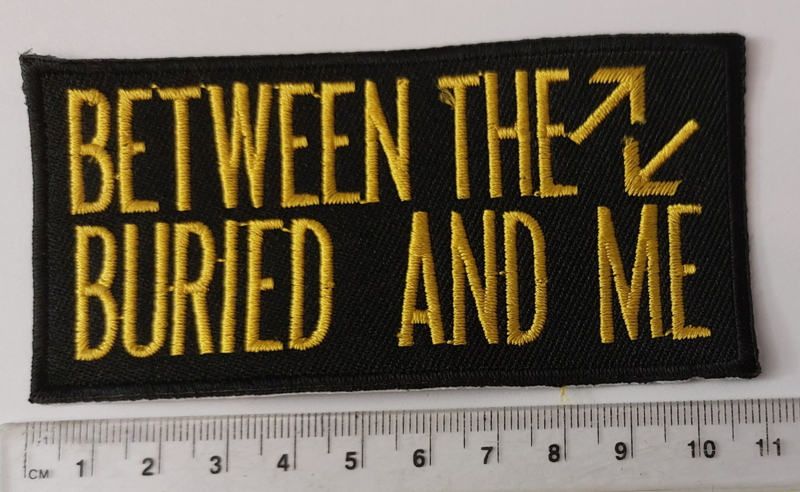 BETWEEN THE
BURIED AND ME
CM 1 2 3 4 5 6 7 8 9 10 11